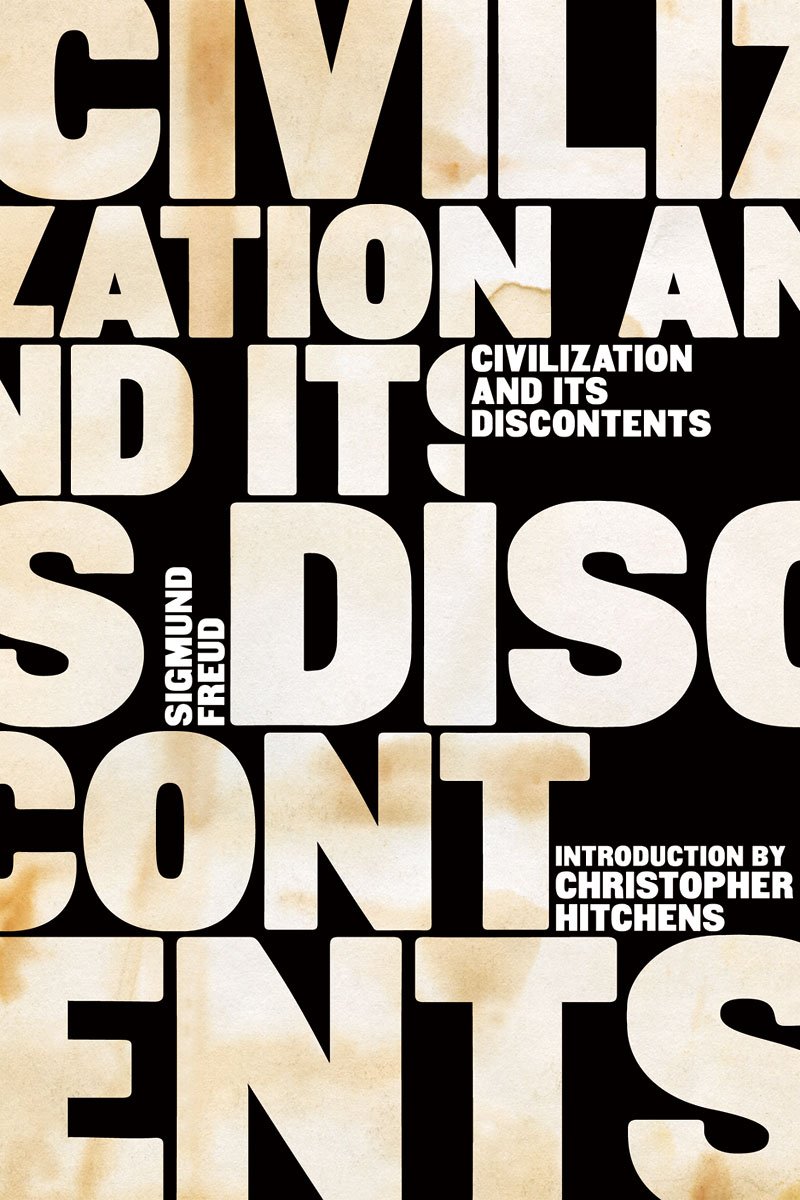 CIVILIZ
ZATION AN
ND ITS
CIVILIZATION
AND ITS
DISCONTENTS
S DISC
SIGMUND
FREUD
CONT
INTRODUCTION BY
CHRISTOPHER
HITCHENS
ENTS